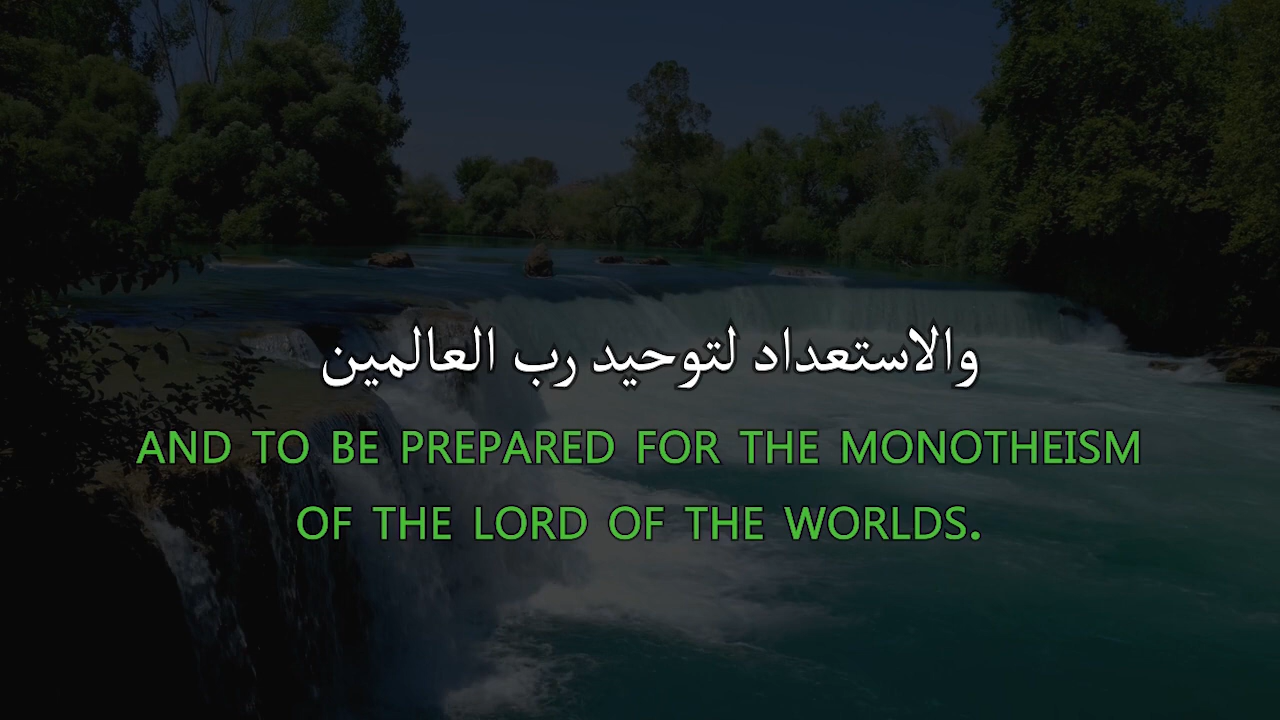 والاستعداد لتوحيد رب العالمين
AND TO BE PREPARED FOR THE MONOTHEISM
OF THE LORD OF THE WORLDS.